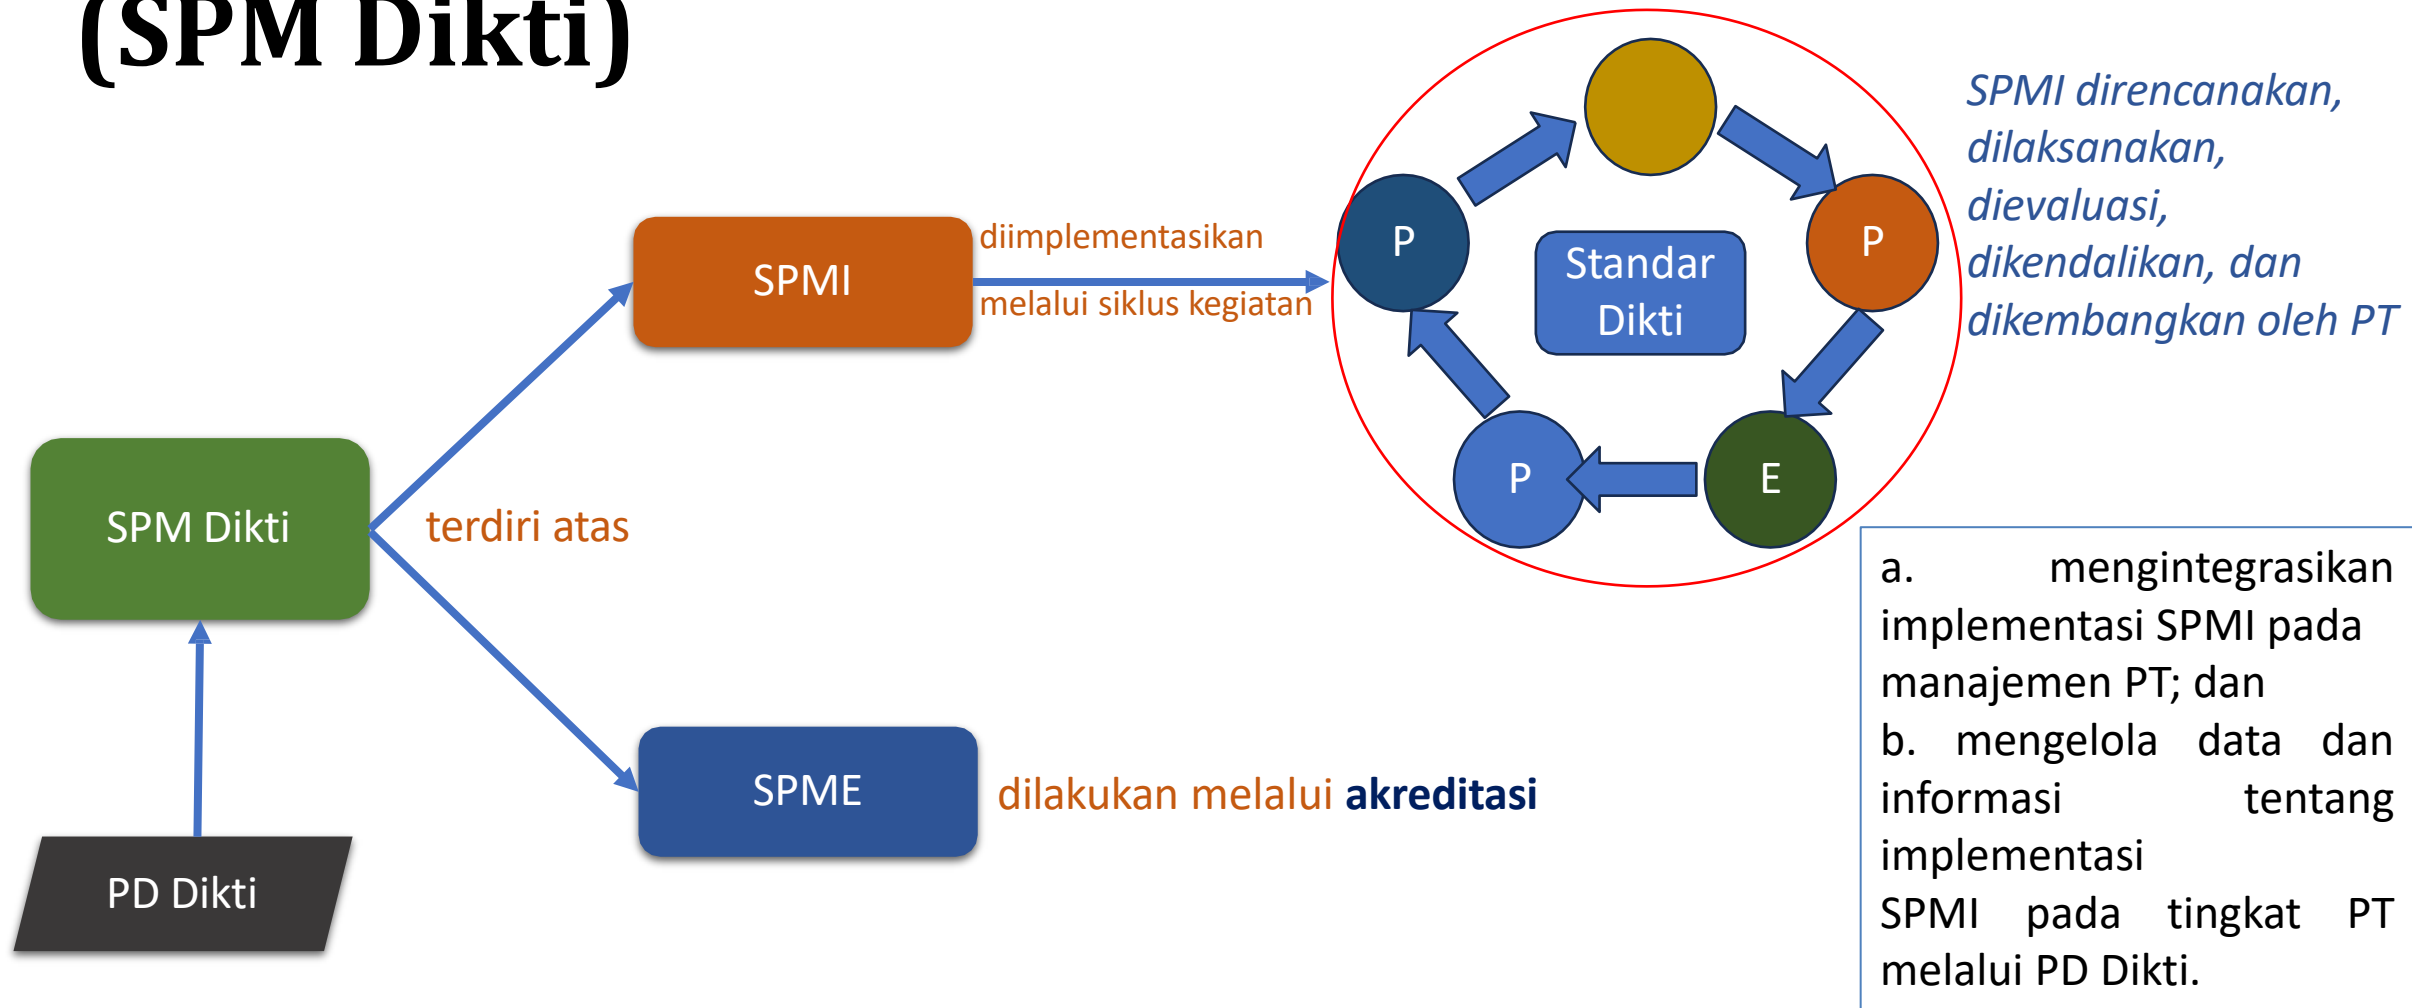 (SPM Dikti)
SPMI direncanakan,
dilaksanakan,
dievaluasi,
dikendalikan, dan
dikembangkan oleh PT
P
P
Standar
Dikti
P
E
SPMI
diimplementasikan
melalui siklus kegiatan
SPM Dikti
terdiri atas
SPME
dilakukan melalui akreditasi
PD Dikti
a. mengintegrasikan
implementasi SPMI pada
manajemen PT; dan
b. mengelola data dan
informasi tentang
implementasi
SPMI pada tingkat PT
melalui PD Dikti.